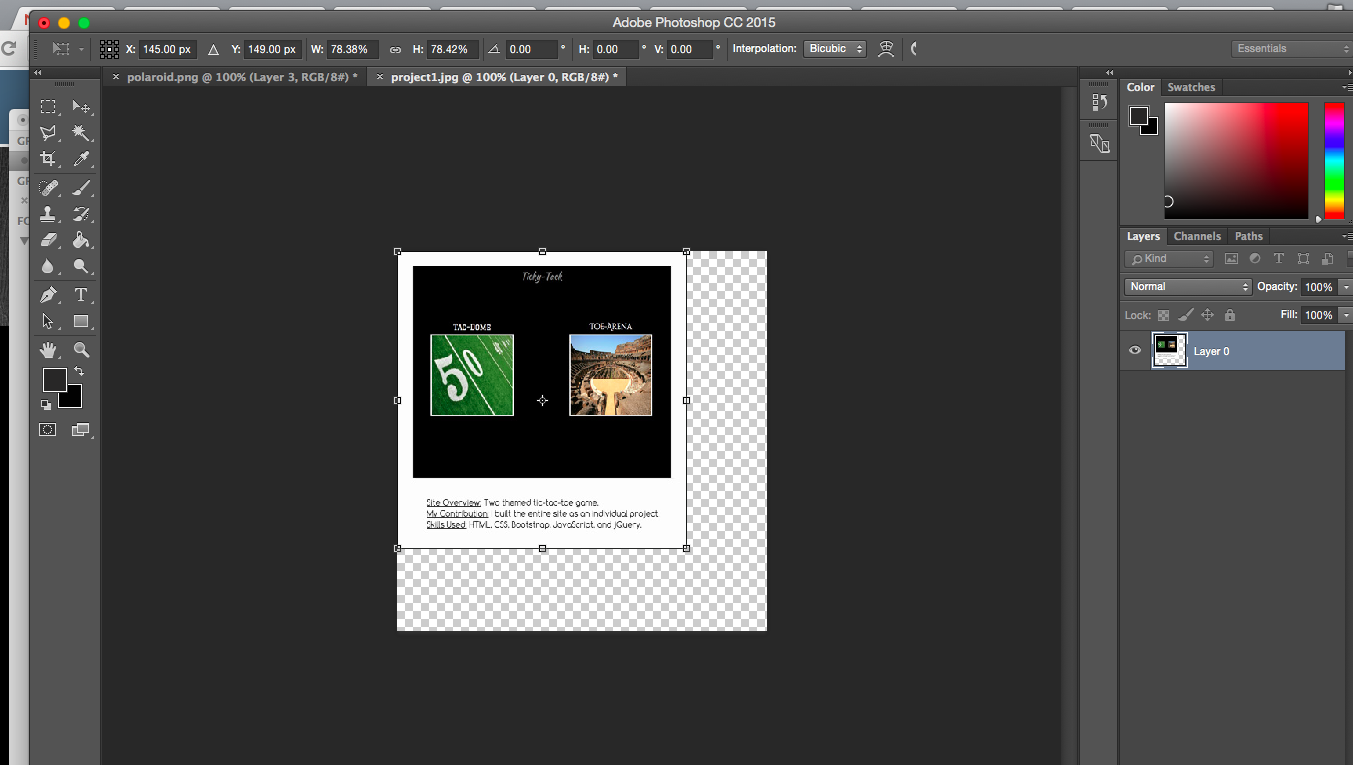 Adobe Photoshop CC 2015
X: 145.00 px Y: 149.00 px W: 78.38% H: 78.42% 0.00 ° H: 0.00 ° V: 0.00 ° Interpolation: Bicubic Essentials
× polaroid.png @ 100% (Layer 3, RGB/8#) * × project1.jpg @ 100% (Layer 0, RGB/8#) *
Color Swatches
Layers Channels Paths
Kind
Normal Opacity: 100%
Lock: Fill: 100%
Layer 0
Ticky-Tock
TAC-DOME TOE-ARENA
50
Site Overview: Two themed tic-tac-toe game.
My Contribution: I built the entire site as an individual project.
Skills Used: HTML, CSS, Bootstrap, JavaScript, and jQuery.